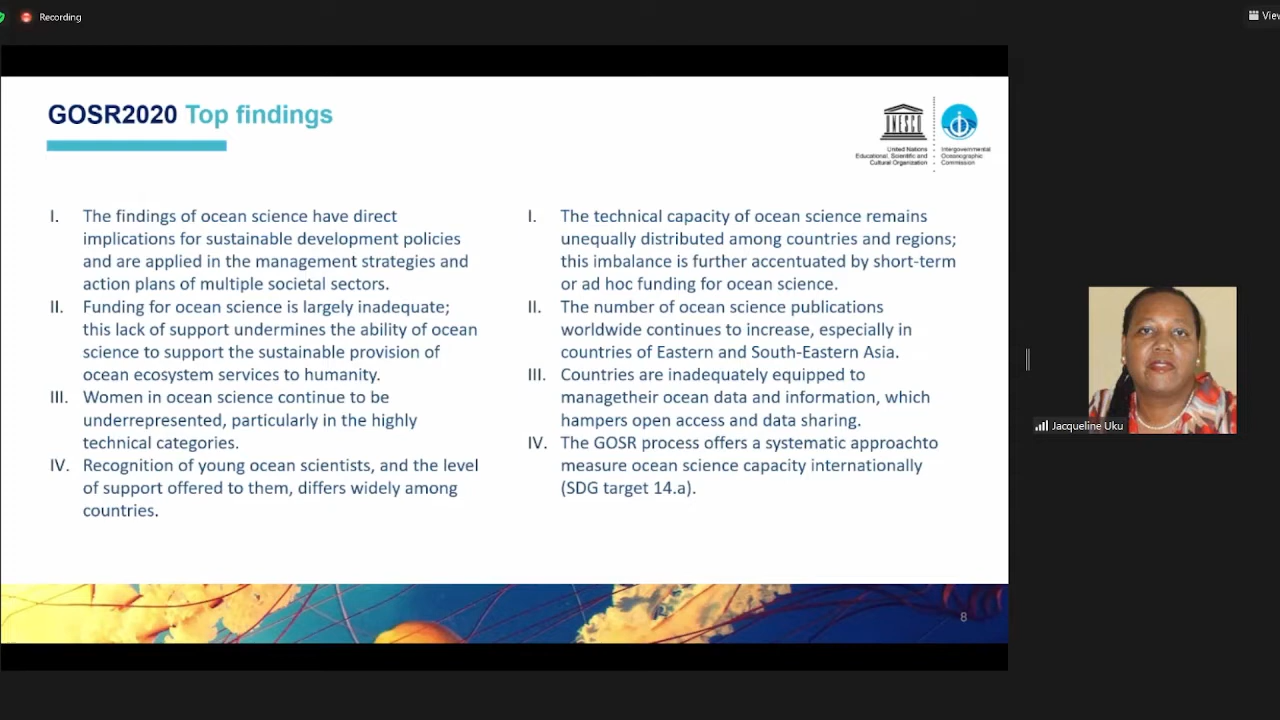 Recording
View
GOSR2020 Top findings
UNESCO
United Nations
Educational, Scientific and
Cultural Organization
Intergovernmental
Oceanographic
Commission
I. The findings of ocean science have direct
implications for sustainable development policies
and are applied in the management strategies and
action plans of multiple societal sectors.
II. Funding for ocean science is largely inadequate;
this lack of support undermines the ability of ocean
science to support the sustainable provision of
ocean ecosystem services to humanity.
III. Women in ocean science continue to be
underrepresented, particularly in the highly
technical categories.
IV. Recognition of young ocean scientists, and the level
of support offered to them, differs widely among
countries.
I. The technical capacity of ocean science remains
unequally distributed among countries and regions;
this imbalance is further accentuated by short-term
or ad hoc funding for ocean science.
II. The number of ocean science publications
worldwide continues to increase, especially in
countries of Eastern and South-Eastern Asia.
III. Countries are inadequately equipped to
managetheir ocean data and information, which
hampers open access and data sharing.
IV. The GOSR process offers a systematic approachto
measure ocean science capacity internationally
(SDG target 14.a).
Jacqueline Uku
8